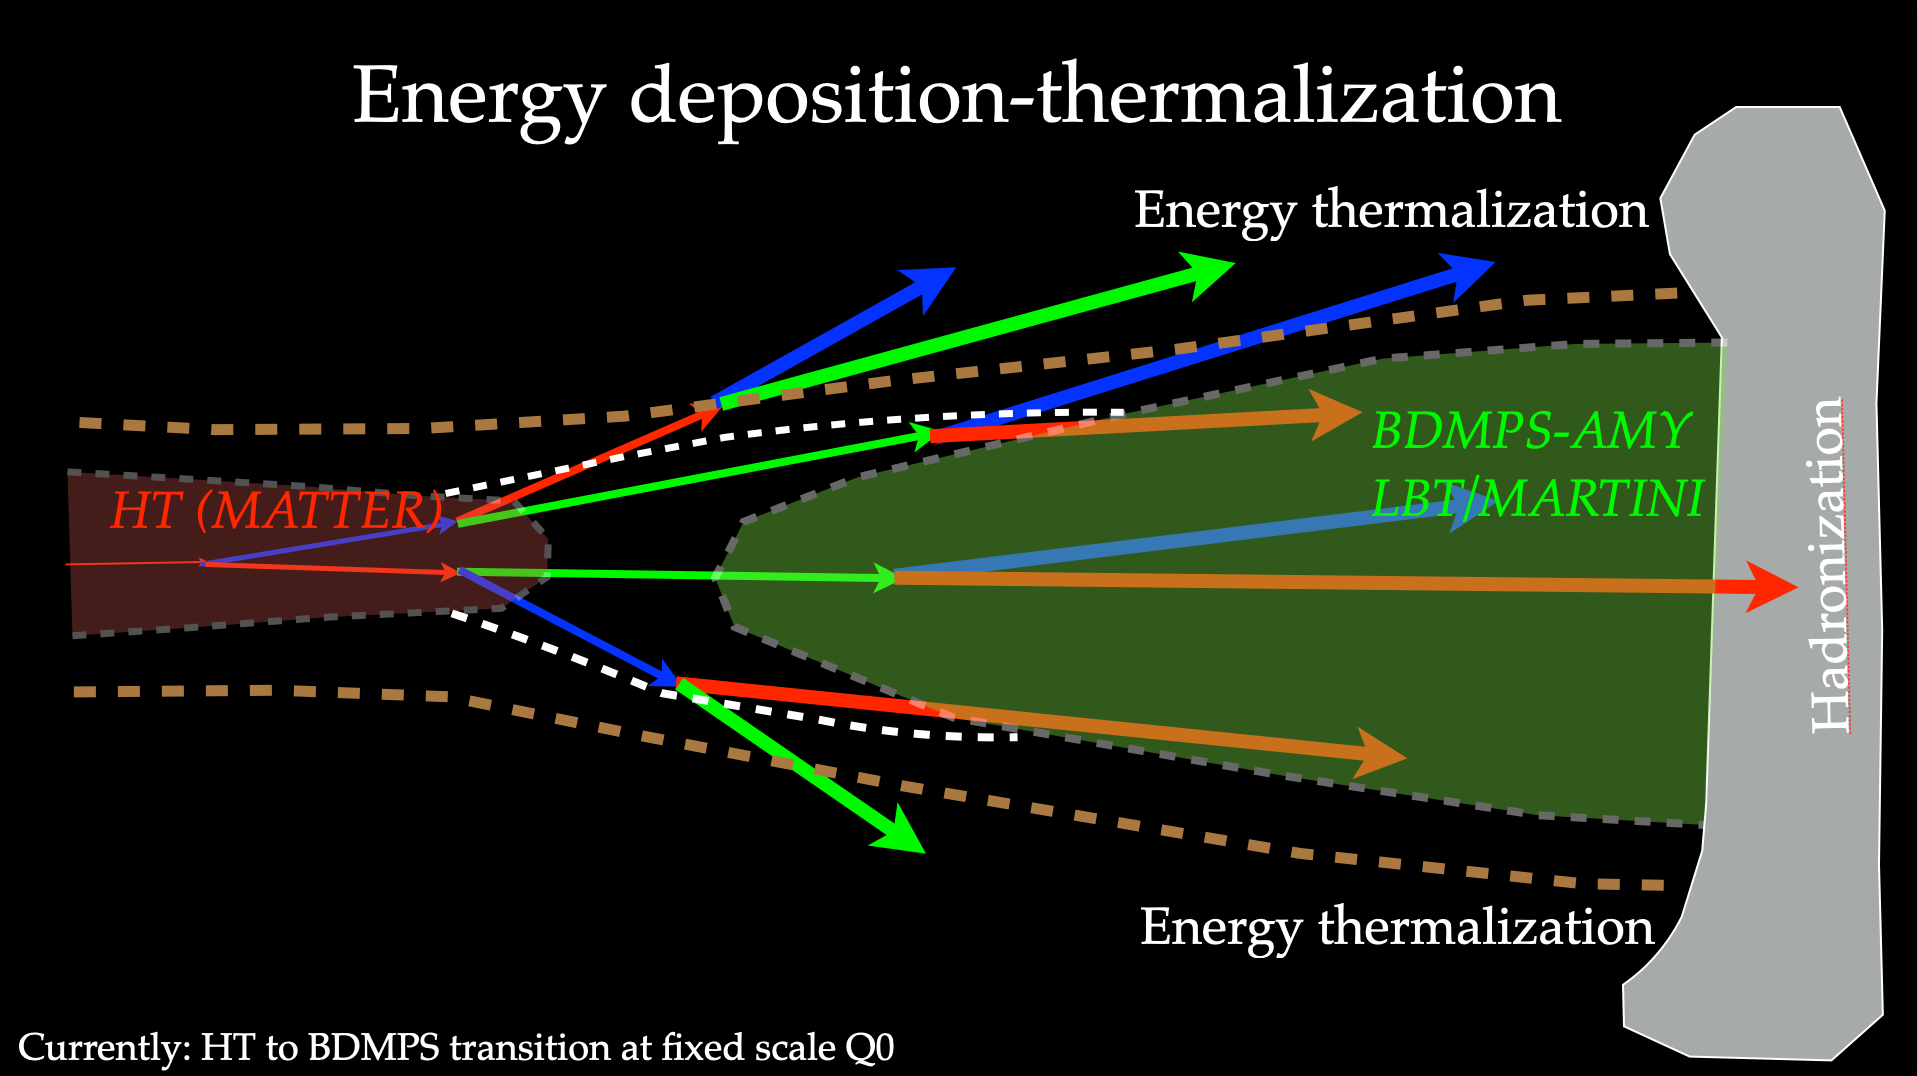 Energy deposition-thermalization
Energy thermalization
BDMPS-AMY
LBT/MARTINI
HT (MATTER)
Hadronization
Energy thermalization
Currently: HT to BDMPS transition at fixed scale Q0